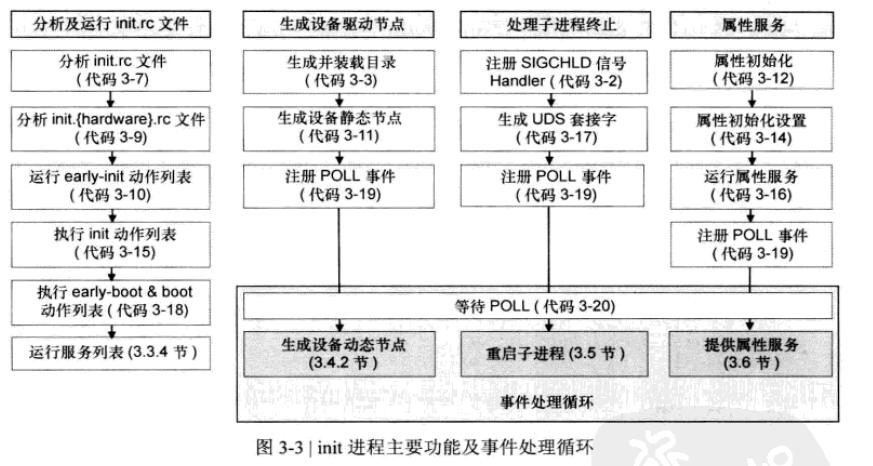 分析及运行 init.rc 文件
分析 init.rc 文件
( 代码 3-7)
分析 init.{hardware}.rc 文件
( 代码 3-9)
运行 early-init 动作列表
( 代码 3-10)
执行 init 动作列表
( 代码 3-15)
执行 early-boot & boot
动作列表 ( 代码 3-18)
运行服务列表 (3.3.4 节 )
生成设备驱动节点
生成并装载目录
( 代码 3-3)
生成设备静态节点
( 代码 3-11)
注册 POLL 事件
( 代码 3-19)
处理子进程终止
注册 SIGCHLD 信号
Handler ( 代码 3-2)
生成 UDS 套接字
( 代码 3-17)
注册 POLL 事件
( 代码 3-19)
属性服务
属性初始化
( 代码 3-12)
属性初始化设置
( 代码 3-14)
运行属性服务
( 代码 3-16)
注册 POLL 事件
( 代码 3-19)
等待 POLL ( 代码 3-20)
生成设备动态节点
(3.4.2 节 )
重启子进程 (3.5 节 )
提供属性服务
(3.6 节 )
事件处理循环
图 3-3 | init 进程主要功能及事件处理循环